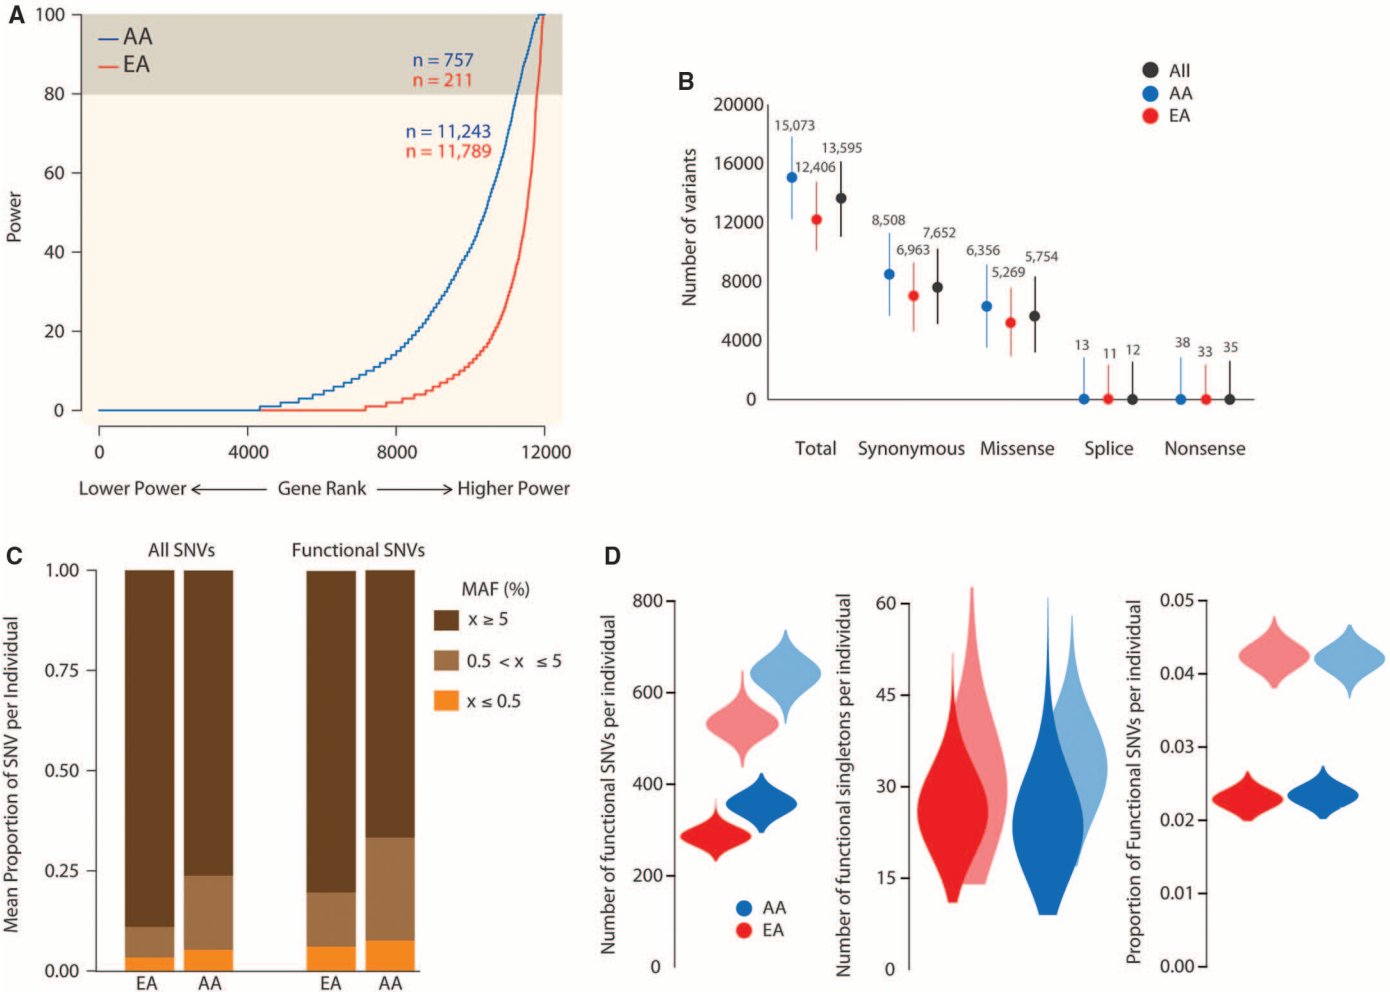 A
100
80
60
40
20
0
Power
AA
EA
n = 757
n = 211
n = 11,243
n = 11,789
0
4000
8000
12000
Lower Power
Gene Rank
Higher Power
B
All
AA
EA
20000
16000
12000
8000
4000
0
Number of variants
15,073
12,406
13,595
8,508
6,963
7,652
6,356
5,269
5,754
13
11
12
38
33
35
Total
Synonymous
Missense
Splice
Nonsense
C
All SNVs
Functional SNVs
1.00
0.75
0.50
0.25
0.00
Mean Proportion of SNV per Individual
EA
AA
EA
AA
MAF (%)
x ≥ 5
0.5 < x ≤ 5
x ≤ 0.5
D
800
600
400
200
0
Number of functional SNVs per individual
AA
EA
60
45
30
15
0
Number of functional singletons per individual
0.05
0.04
0.03
0.02
0.01
0.00
Proportion of Functional SNVs per individual